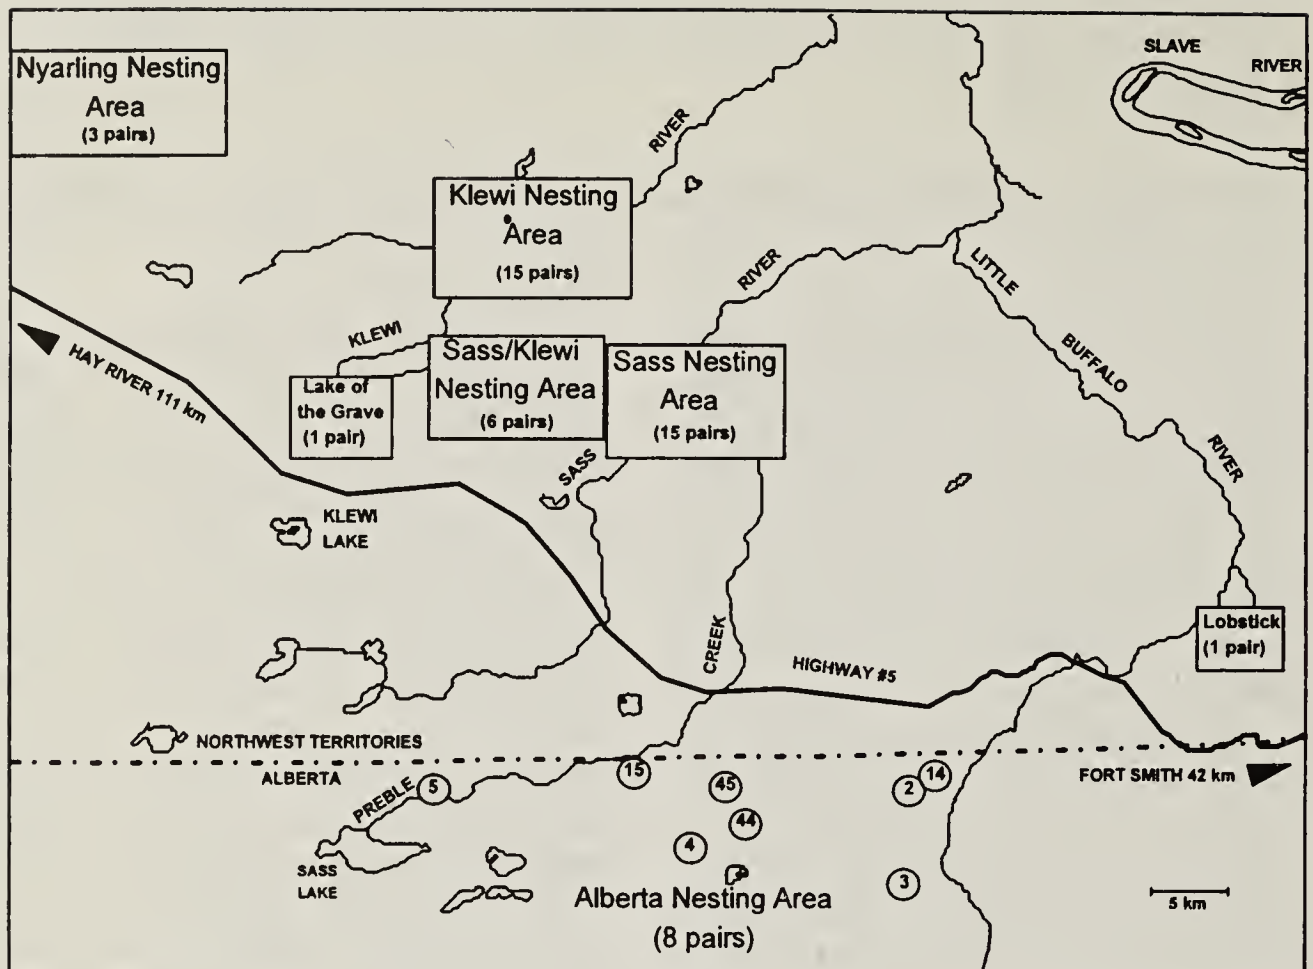 SLAVE
RIVER
Nyarling Nesting
Area
(3 pairs)
RIVER
Klewi Nesting
Area
(15 pairs)
RIVER
LITTLE
BUFFALO
RIVER
KLEWI
HAY RIVER 111 km
Sass/Klewi
Nesting Area
(6 pairs)
Sass Nesting
Area
(15 pairs)
Lake of
the Grave
(1 pair)
SASS
KLEWI
LAKE
CREEK
HIGHWAY #5
Lobstick
(1 pair)
NORTHWEST TERRITORIES
ALBERTA
FORT SMITH 42 km
PREBLE
5
15
45
2
14
44
4
3
SASS
LAKE
Alberta Nesting Area
(8 pairs)
5 km